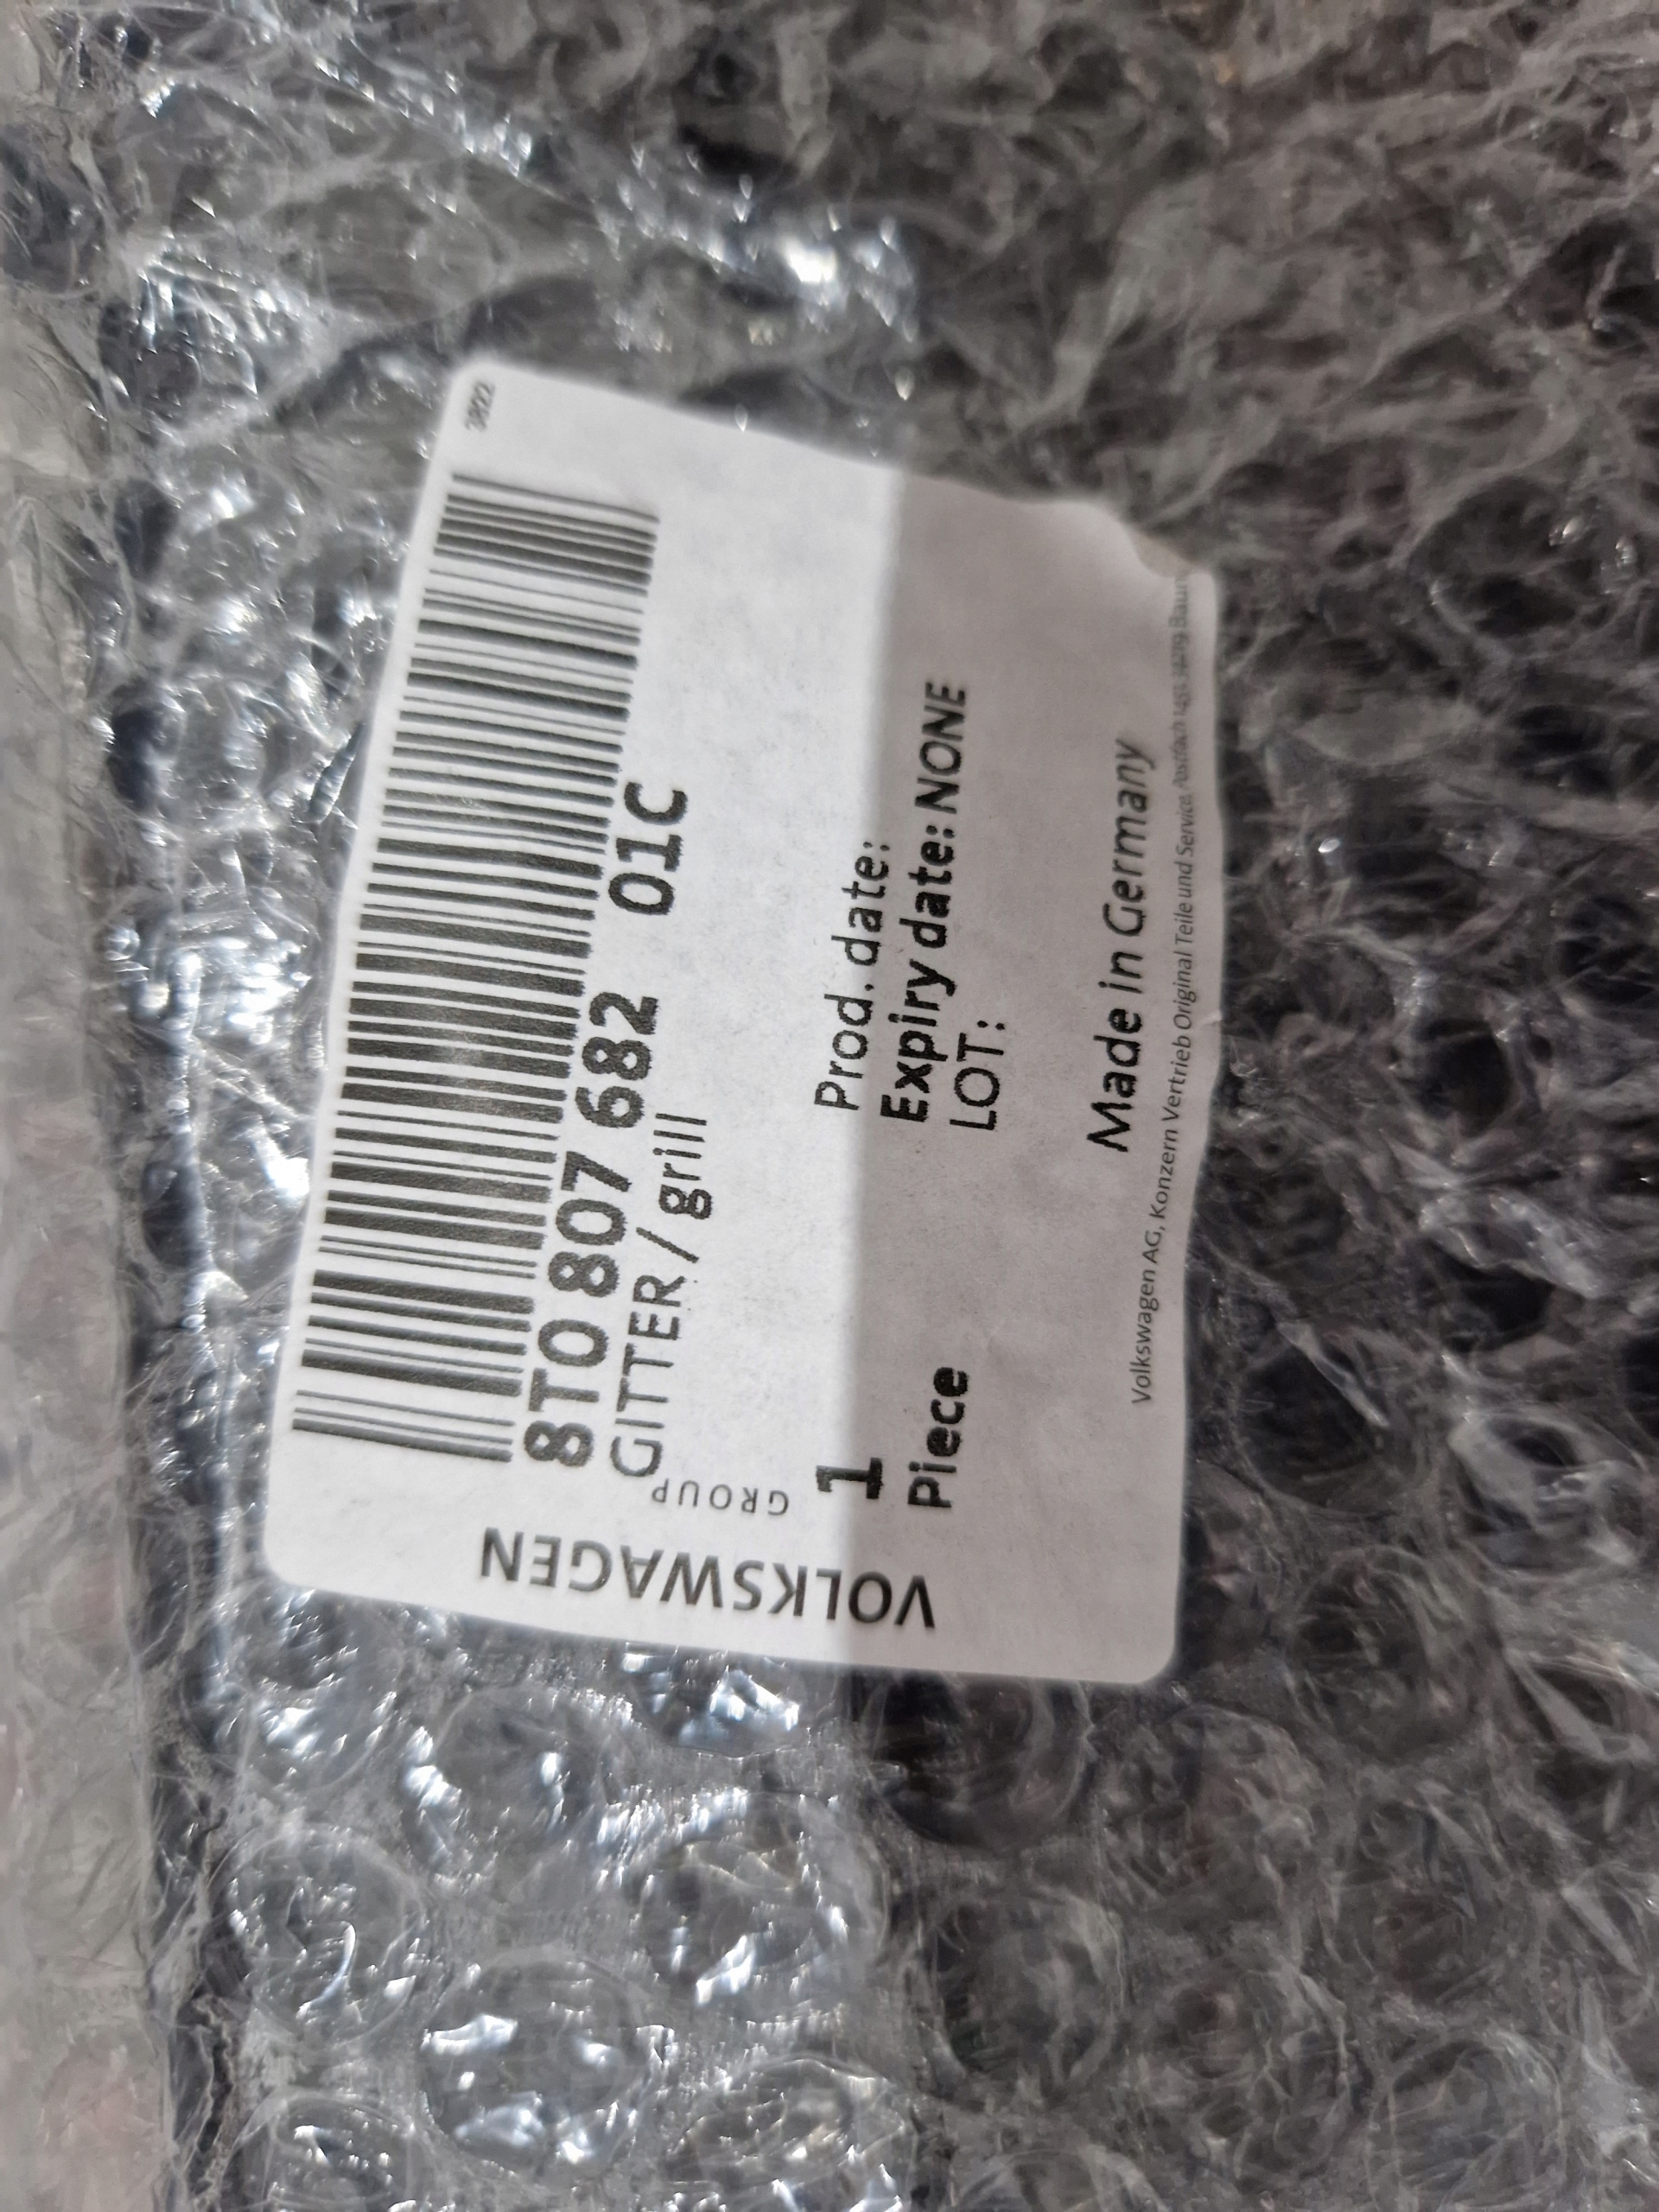 3822
8T0 807 682 01C
GITTER / grill
VOLKSWAGEN
GROUP
1
Piece
Prod. date:
Expiry date: NONE
LOT:
Made in Germany
Volkswagen AG, Konzern Vertrieb Original Teile und Service, Postfach